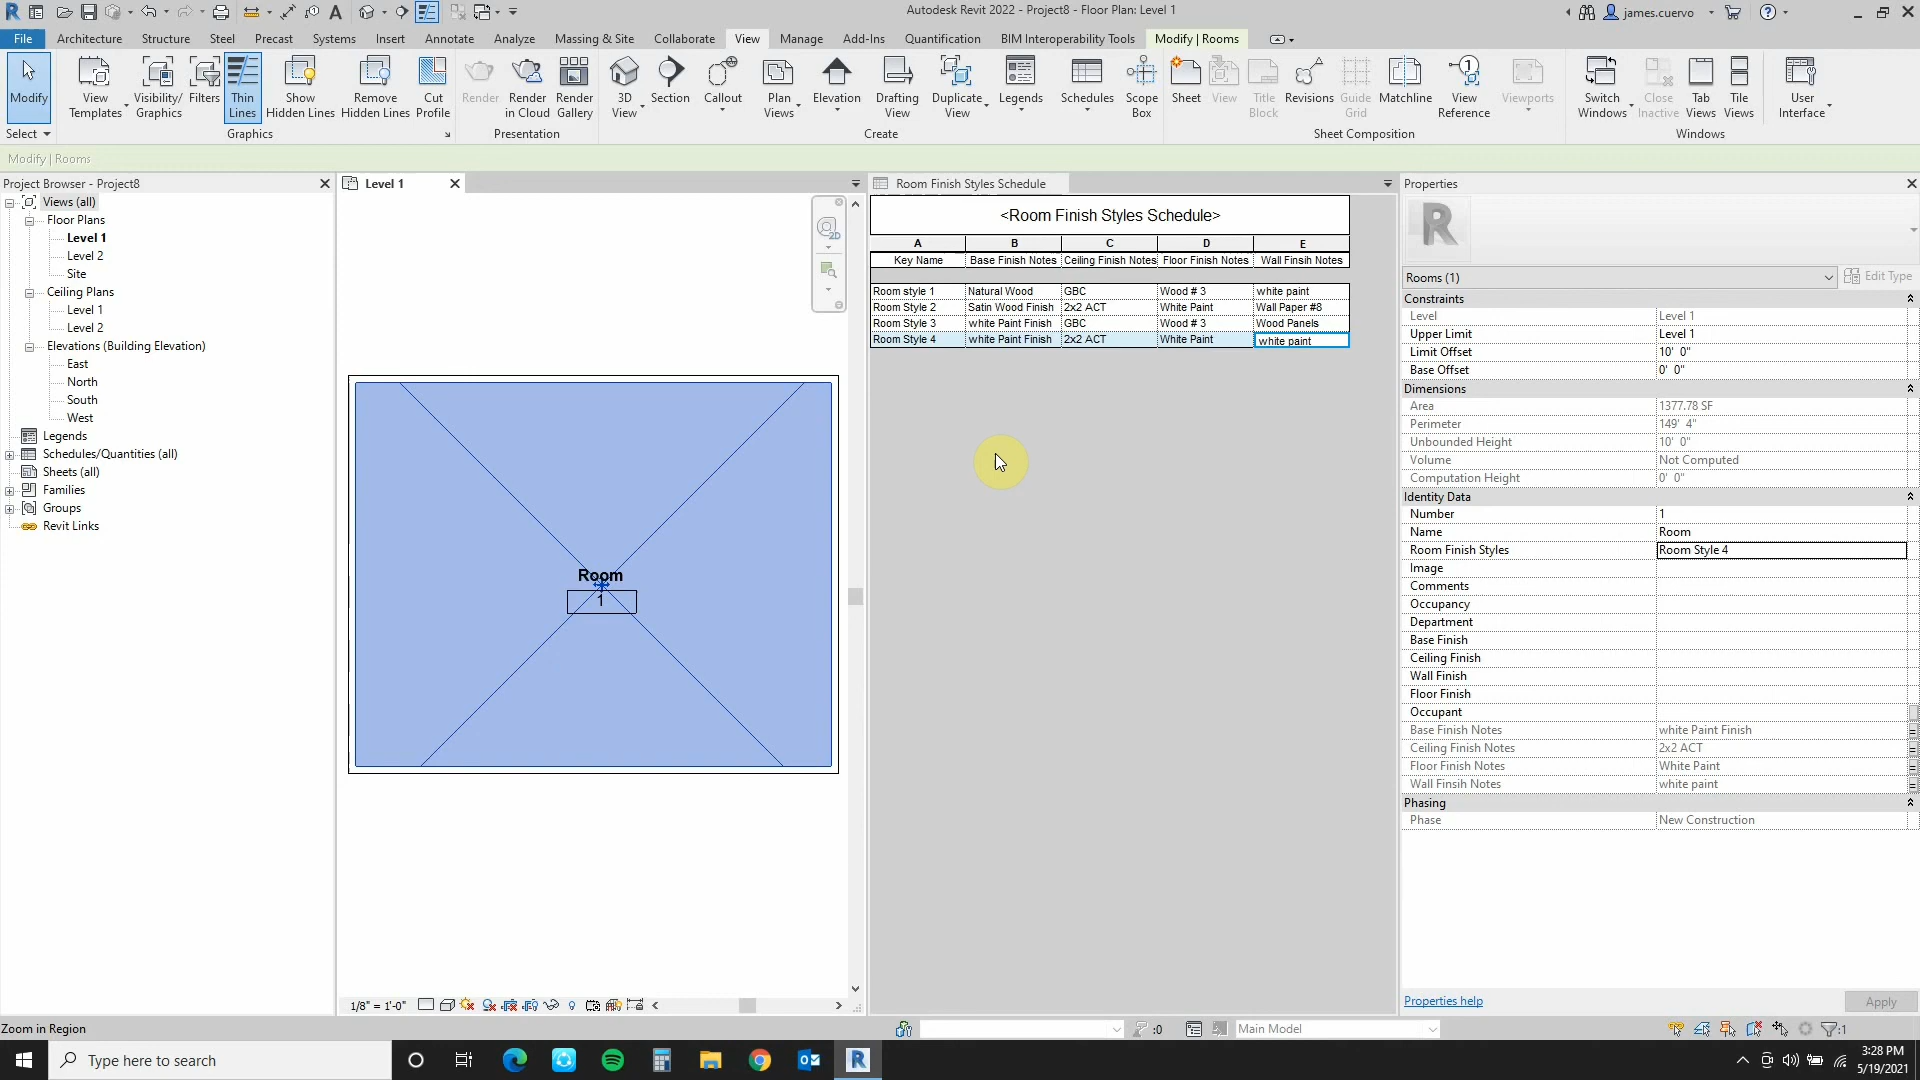 Autodesk Revit 2022 - Project8 - Floor Plan: Level 1
james.cuervo
File Architecture Structure Steel Precast Systems Insert Annotate Analyze Massing & Site Collaborate View Manage Add-Ins Quantification BIM Interoperability Tools Modify | Rooms
Modify View Templates Visibility/ Graphics Filters Thin Lines Show Hidden Lines Remove Hidden Lines Cut Profile Render Render in Cloud Render Gallery 3D View Section Callout Plan Views Elevation Drafting View Duplicate View Legends Schedules Scope Box Sheet View Title Block Revisions Guide Grid Matchline View Reference Viewports Switch Windows Close Inactive Tab Views Tile Views User Interface
Select Graphics Presentation Create Sheet Composition Windows
Modify | Rooms
Project Browser - Project8
Views (all)
Floor Plans
Level 1
Level 2
Site
Ceiling Plans
Level 1
Level 2
Elevations (Building Elevation)
East
North
South
West
Legends
Schedules/Quantities (all)
Sheets (all)
Families
Groups
Revit Links
Level 1
2D
Room
1
1/8" = 1'-0"
Room Finish Styles Schedule
<Room Finish Styles Schedule>
A B C D E
Key Name Base Finish Notes Ceiling Finish Notes Floor Finish Notes Wall Finsih Notes
Room style 1 Natural Wood GBC Wood # 3 white paint
Room Style 2 Satin Wood Finish 2x2 ACT White Paint Wall Paper #8
Room Style 3 white Paint Finish GBC Wood # 3 Wood Panels
Room Style 4 white Paint Finish 2x2 ACT White Paint white paint
Properties
R
Rooms (1) Edit Type
Constraints
Level Level 1
Upper Limit Level 1
Limit Offset 10' 0"
Base Offset 0' 0"
Dimensions
Area 1377.78 SF
Perimeter 149' 4"
Unbounded Height 10' 0"
Volume Not Computed
Computation Height 0' 0"
Identity Data
Number 1
Name Room
Room Finish Styles Room Style 4
Image
Comments
Occupancy
Department
Base Finish
Ceiling Finish
Wall Finish
Floor Finish
Occupant
Base Finish Notes white Paint Finish
Ceiling Finish Notes 2x2 ACT
Floor Finish Notes White Paint
Wall Finsih Notes white paint
Phasing
Phase New Construction
Properties help Apply
Zoom in Region :0 Main Model :1
Type here to search
3:28 PM
5/19/2021